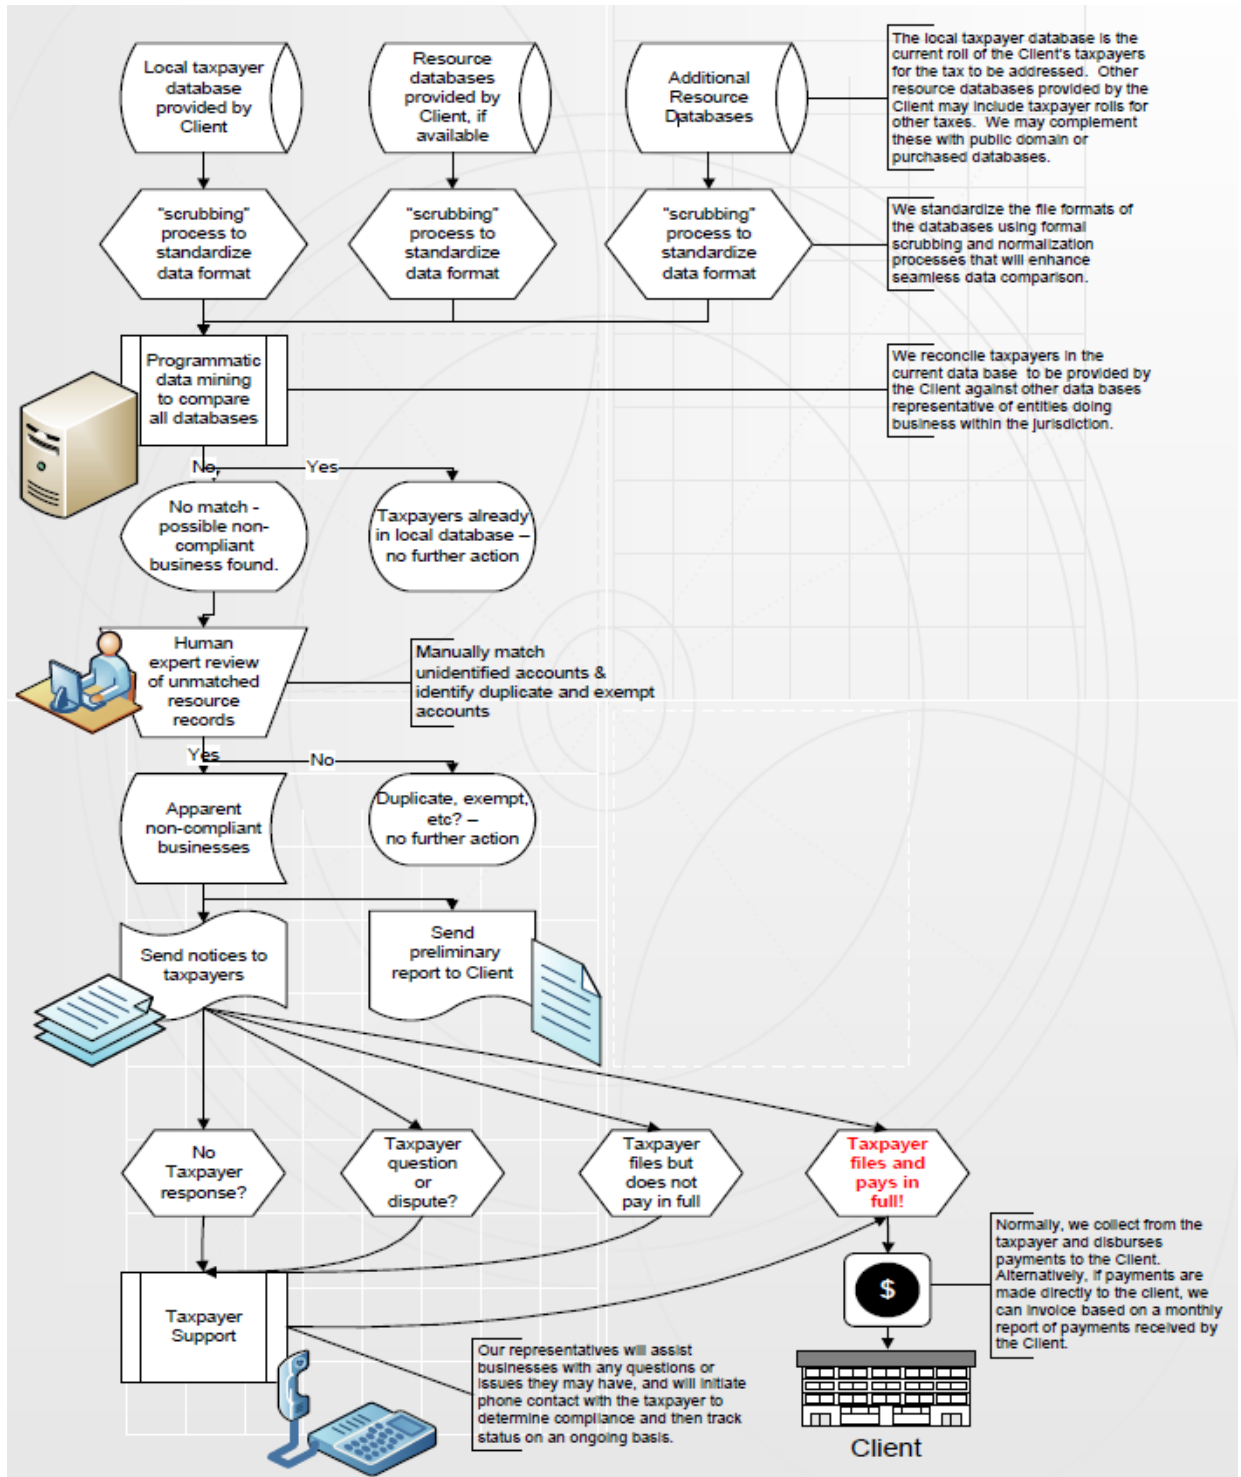 Local taxpayer
database
provided by
Client
Resource
databases
provided by
Client, if
available
Additional
Resource
Databases
The local taxpayer database is the
current roll of the Client's taxpayers
for the tax to be addressed.  Other
resource databases provided by the
Client may include taxpayer rolls for
other taxes.  We may complement
these with public domain or
purchased databases.
"scrubbing"
process to
standardize
data format
"scrubbing"
process to
standardize
data format
"scrubbing"
process to
standardize
data format
We standardize the file formats of
the databases using formal
scrubbing and normalization
processes that will enhance
seamless data comparison.
Programmatic
data mining
to compare
all databases
We reconcile taxpayers in the
current data base  to be provided by
the Client against other data bases
representative of entities doing
business within the jurisdiction.
No
Yes
No match -
possible non-
compliant
business found.
Taxpayers already
in local database –
no further action
Human
expert review
of unmatched
resource
records
Manually match
unidentified accounts &
identify duplicate and exempt
accounts
Yes
No
Apparent
non-compliant
businesses
Duplicate, exempt,
etc? –
no further action
Send notices to
taxpayers
Send
preliminary
report to Client
No
Taxpayer
response?
Taxpayer
question
or
dispute?
Taxpayer
files but
does not
pay in full
Taxpayer
files and
pays in
full!
Normally, we collect from the
taxpayer and disburses
payments to the Client.
Alternatively, if payments are
made directly to the client, we
can invoice based on a monthly
report of payments received by
the Client.
$
Taxpayer
Support
Our representatives will assist
businesses with any questions or
issues they may have, and will initiate
phone contact with the taxpayer to
determine compliance and then track
status on an ongoing basis.
Client